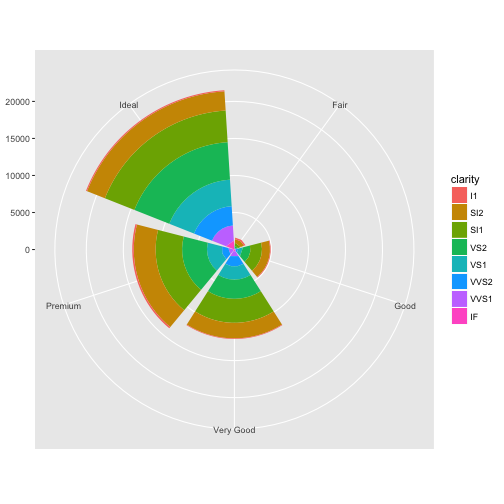 Ideal
Fair
20000
15000
10000
5000
0
Premium
Good
Very Good
clarity
I1
SI2
SI1
VS2
VS1
VVS2
VVS1
IF